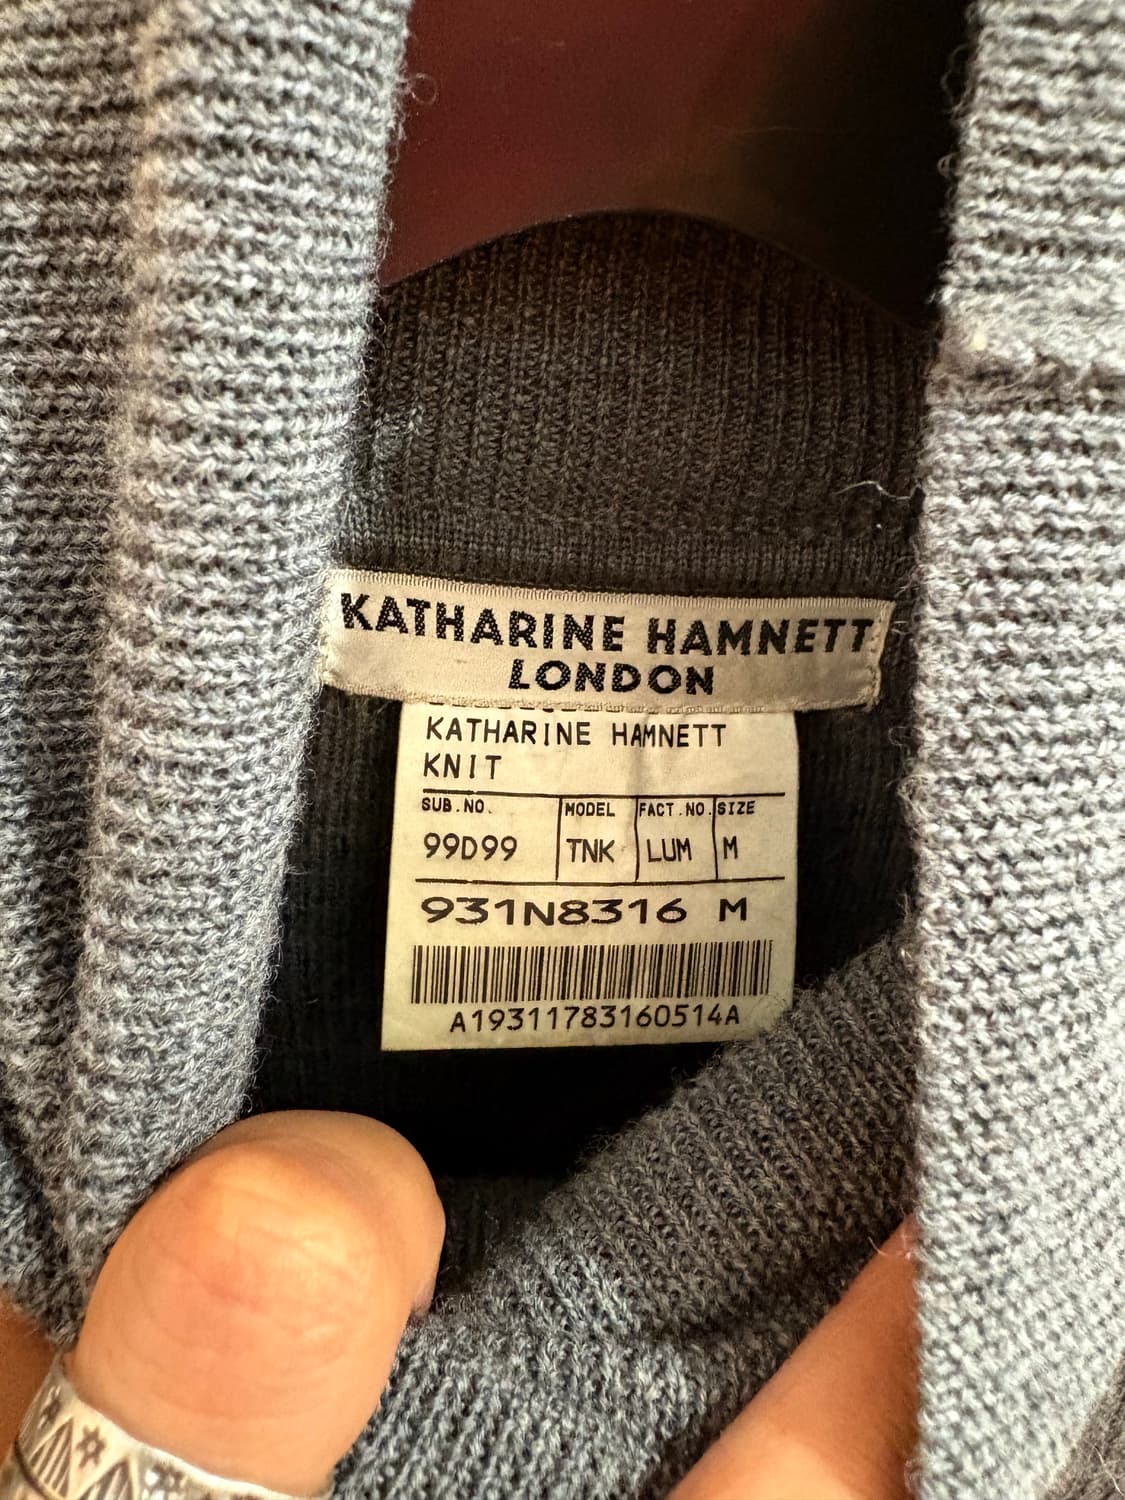 KATHARINE HAMNETT
LONDON
KATHARINE HAMNETT
KNIT
SUB.NO. MODEL FACT.NO. SIZE
99D99 TNK LUM M
931N8316 M
A19311783160514A